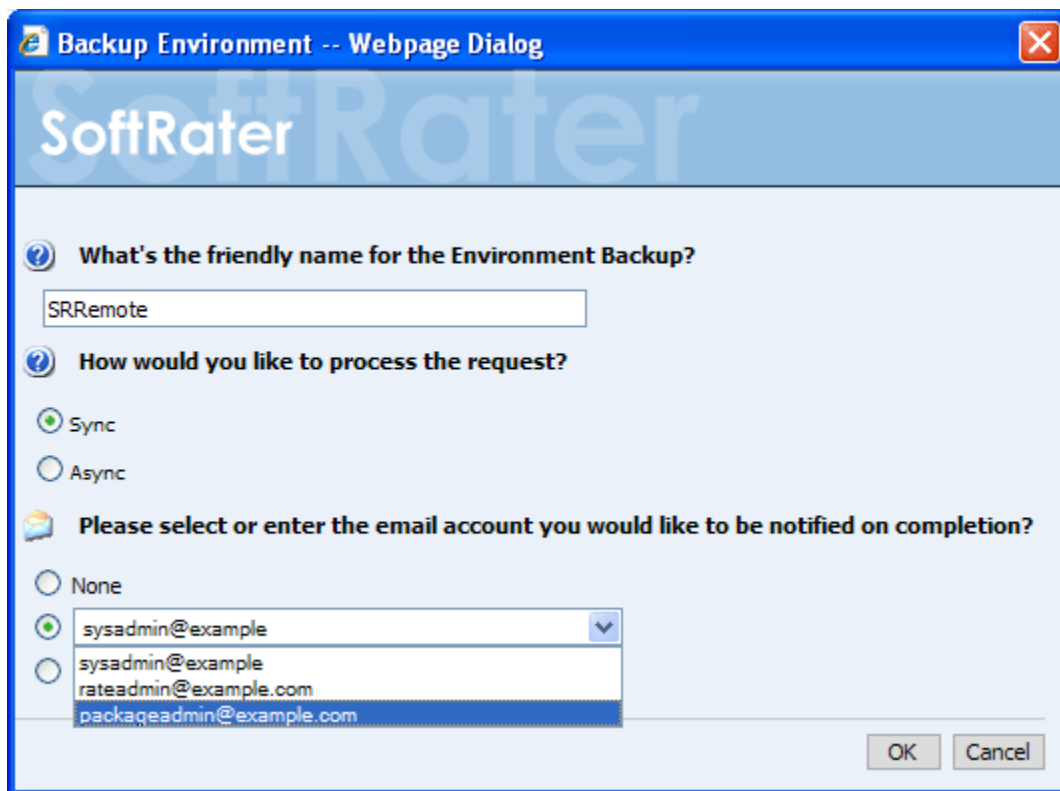 Backup Environment -- Webpage Dialog
SoftRater
SoftRater
What's the friendly name for the Environment Backup?
SRRemote
How would you like to process the request?
Sync
Async
Please select or enter the email account you would like to be notified on completion?
None
sysadmin@example
sysadmin@example
rateadmin@example.com
packageadmin@example.com
OK Cancel